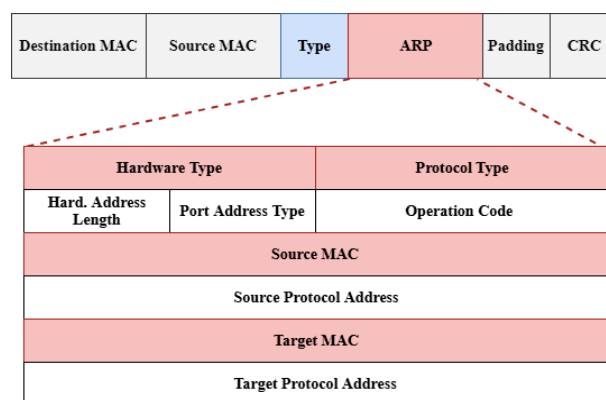 Destination MAC
Source MAC
Type
ARP
Padding
CRC
Hardware Type
Protocol Type
Hard. Address
Length
Port Address Type
Operation Code
Source MAC
Source Protocol Address
Target MAC
Target Protocol Address